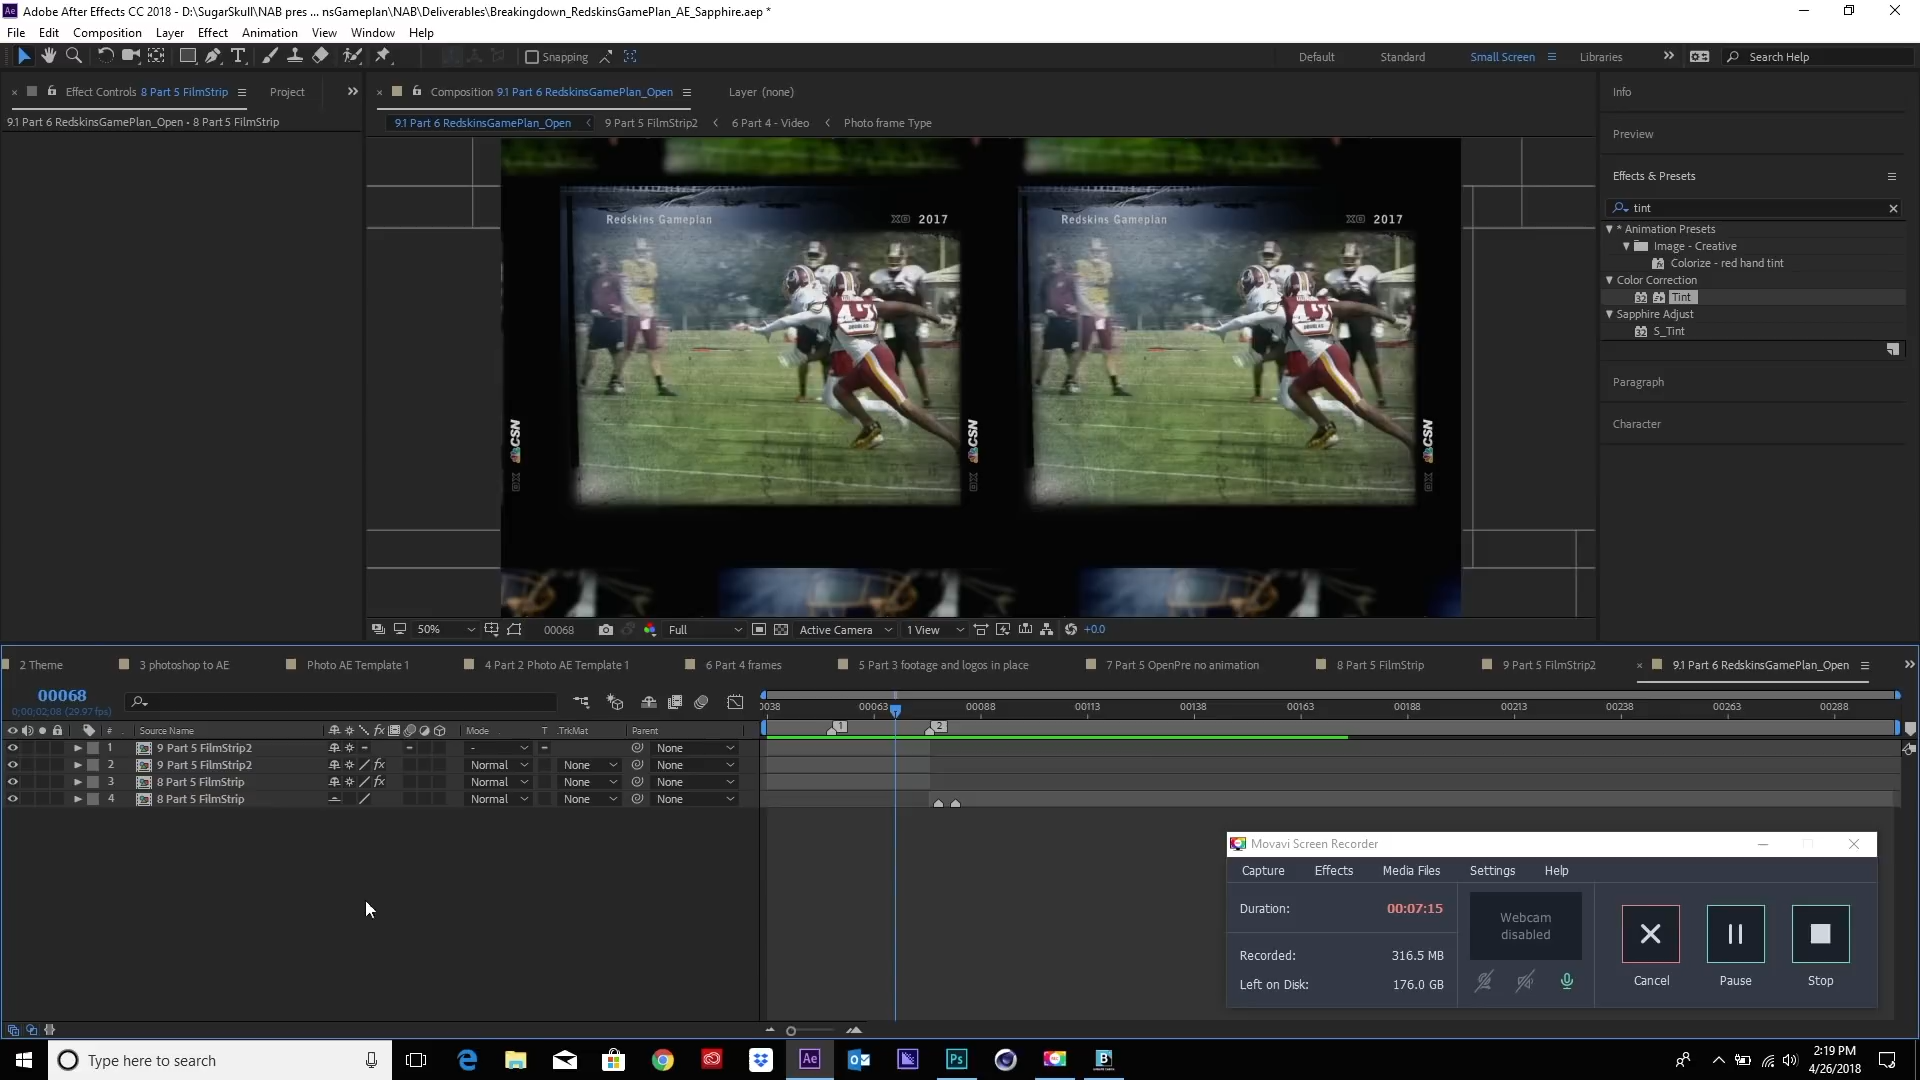 Adobe After Effects CC 2018 - D:\SugarSkull\NAB pres ... nsGameplan\NAB\Deliverables\Breakingdown_RedskinsGamePlan_AE_Sapphire.aep *
File Edit Composition Layer Effect Animation View Window Help
Snapping Default Standard Small Screen Libraries Search Help
Effect Controls 8 Part 5 FilmStrip Project Composition 9.1 Part 6 RedskinsGamePlan_Open Layer (none) Info
9.1 Part 6 RedskinsGamePlan_Open • 8 Part 5 FilmStrip 9.1 Part 6 RedskinsGamePlan_Open 9 Part 5 FilmStrip2 6 Part 4 - Video Photo frame Type
Preview
Effects & Presets
tint
* Animation Presets
Image - Creative
Colorize - red hand tint
Color Correction
Tint
Sapphire Adjust
S_Tint
Paragraph
Character
Redskins Gameplan 2017 Redskins Gameplan 2017
CSN CSN CSN
50% 00068 Full Active Camera 1 View +0.0
2 Theme 3 photoshop to AE Photo AE Template 1 4 Part 2 Photo AE Template 1 6 Part 4 frames 5 Part 3 footage and logos in place 7 Part 5 OpenPre no animation 8 Part 5 FilmStrip 9 Part 5 FilmStrip2 9.1 Part 6 RedskinsGamePlan_Open
00068
0;00;02;08 (29.97 fps)
0038 00063 00088 00113 00138 00163 00188 00213 00238 00263 00288
# Source Name Mode T .TrkMat Parent 1 2
1 9 Part 5 FilmStrip2 - None
2 9 Part 5 FilmStrip2 Normal None None
3 8 Part 5 FilmStrip Normal None None
4 8 Part 5 FilmStrip Normal None None
Movavi Screen Recorder
Capture Effects Media Files Settings Help
Duration: 00:07:15
Recorded: 316.5 MB
Left on Disk: 176.0 GB
Webcam
disabled
Cancel Pause Stop
Type here to search
2:19 PM
4/26/2018